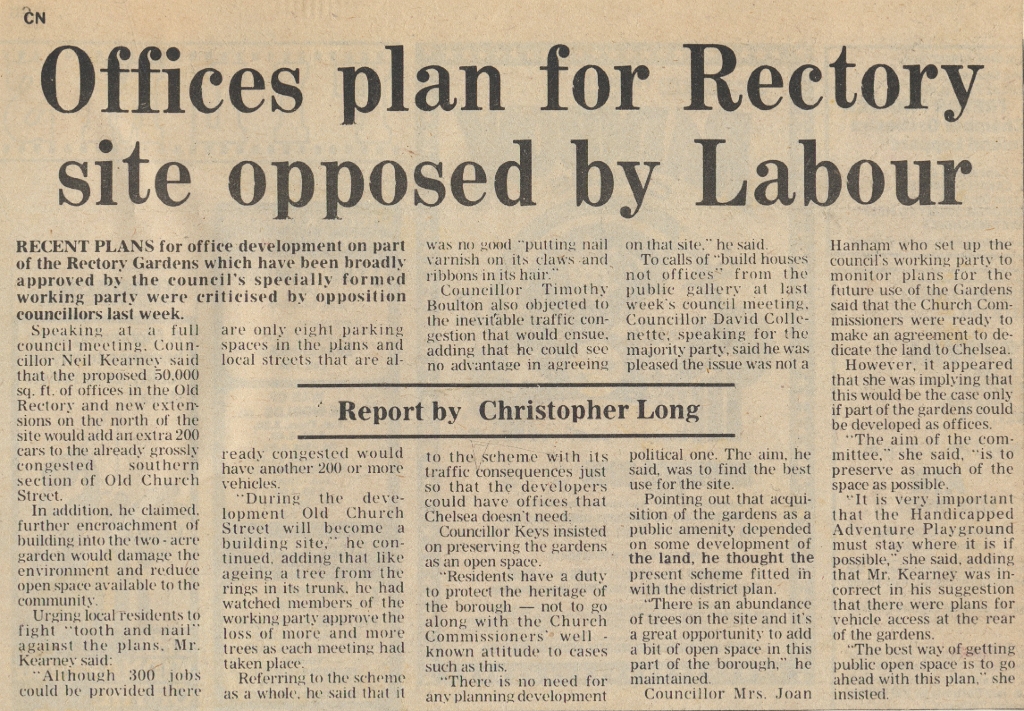 CN
Offices plan for Rectory
site opposed by Labour
RECENT PLANS for office development on part
of the Rectory Gardens which have been broadly
approved by the council's specially formed
working party were criticised by opposition
councillors last week.
Speaking at a full
council meeting, Coun-
cillor Neil Kearney said
that the proposed 50,000
sq. ft. of offices in the Old
Rectory and new exten-
sions on the north of the
site would add an extra 200
cars to the already grossly
congested southern
section of Old Church
Street.
In addition, he claimed,
further encroachment of
building into the two - acre
garden would damage the
environment and reduce
open space available to the
community.
Urging local residents to
fight "tooth and nail"
against the plans, Mr.
Kearney said:
"Although 300 jobs
could be provided there
are only eight parking
spaces in the plans and
local streets that are al-
Report by Christopher Long
ready congested would
have another 200 or more
vehicles.
"During the deve-
lopment Old Church
Street will become a
building site," he con-
tinued, adding that like
ageing a tree from the
rings in its trunk, he had
watched members of the
working party approve the
loss of more and more
trees as each meeting had
taken place.
Referring to the scheme
as a whole, he said that it
was no good "putting nail
varnish on its claws and
ribbons in its hair."
Councillor Timothy
Boulton also objected to
the inevitable traffic con-
gestion that would ensue,
adding that he could see
no advantage in agreeing
to the scheme with its
traffic consequences just
so that the developers
could have offices that
Chelsea doesn't need.
Councillor Keys insisted
on preserving the gardens
as an open space.
"Residents have a duty
to protect the heritage of
the borough — not to go
along with the Church
Commissioners' well -
known attitude to cases
such as this.
"There is no need for
any planning development
on that site," he said.
To calls of "build houses
not offices" from the
public gallery at last
week's council meeting,
Councillor David Colle-
nette, speaking for the
majority party, said he was
pleased the issue was not a
political one. The aim, he
said, was to find the best
use for the site.
Pointing out that acqui-
sition of the gardens as a
public amenity depended
on some development of
the land, he thought the
present scheme fitted in
with the district plan.
"There is an abundance
of trees on the site and it's
a great opportunity to add
a bit of open space in this
part of the borough," he
maintained.
Councillor Mrs. Joan
Hanham who set up the
council's working party to
monitor plans for the
future use of the Gardens
said that the Church Com-
missioners were ready to
make an agreement to de-
dicate the land to Chelsea.
However, it appeared
that she was implying that
this would be the case only
if part of the gardens could
be developed as offices.
"The aim of the com-
mittee," she said, "is to
preserve as much of the
space as possible.
"It is very important
that the Handicapped
Adventure Playground
must stay where it is if
possible," she said, adding
that Mr. Kearney was in-
correct in his suggestion
that there were plans for
vehicle access at the rear
of the gardens.
"The best way of getting
public open space is to go
ahead with this plan," she
insisted.